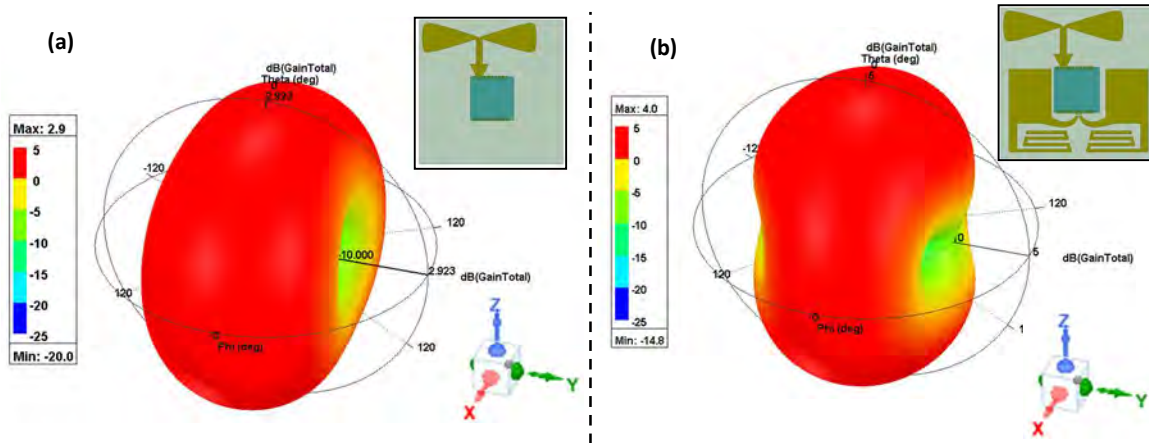 (a)
dB(GainTotal)
Theta (deg)
0
2.923
Max: 2.9
5
0
-5
-10
-15
-20
-25
Min: -20.0
-120
120
-10.000
2.923
dB(GainTotal)
120
Phi (deg)
120
Z
Y
X
(b)
dB(GainTotal)
Theta (deg)
5
Max: 4.0
5
0
-5
-10
-15
-20
-25
Min: -14.8
120
0
5
dB(GainTotal)
120
Phi (deg)
1
Z
Y
X